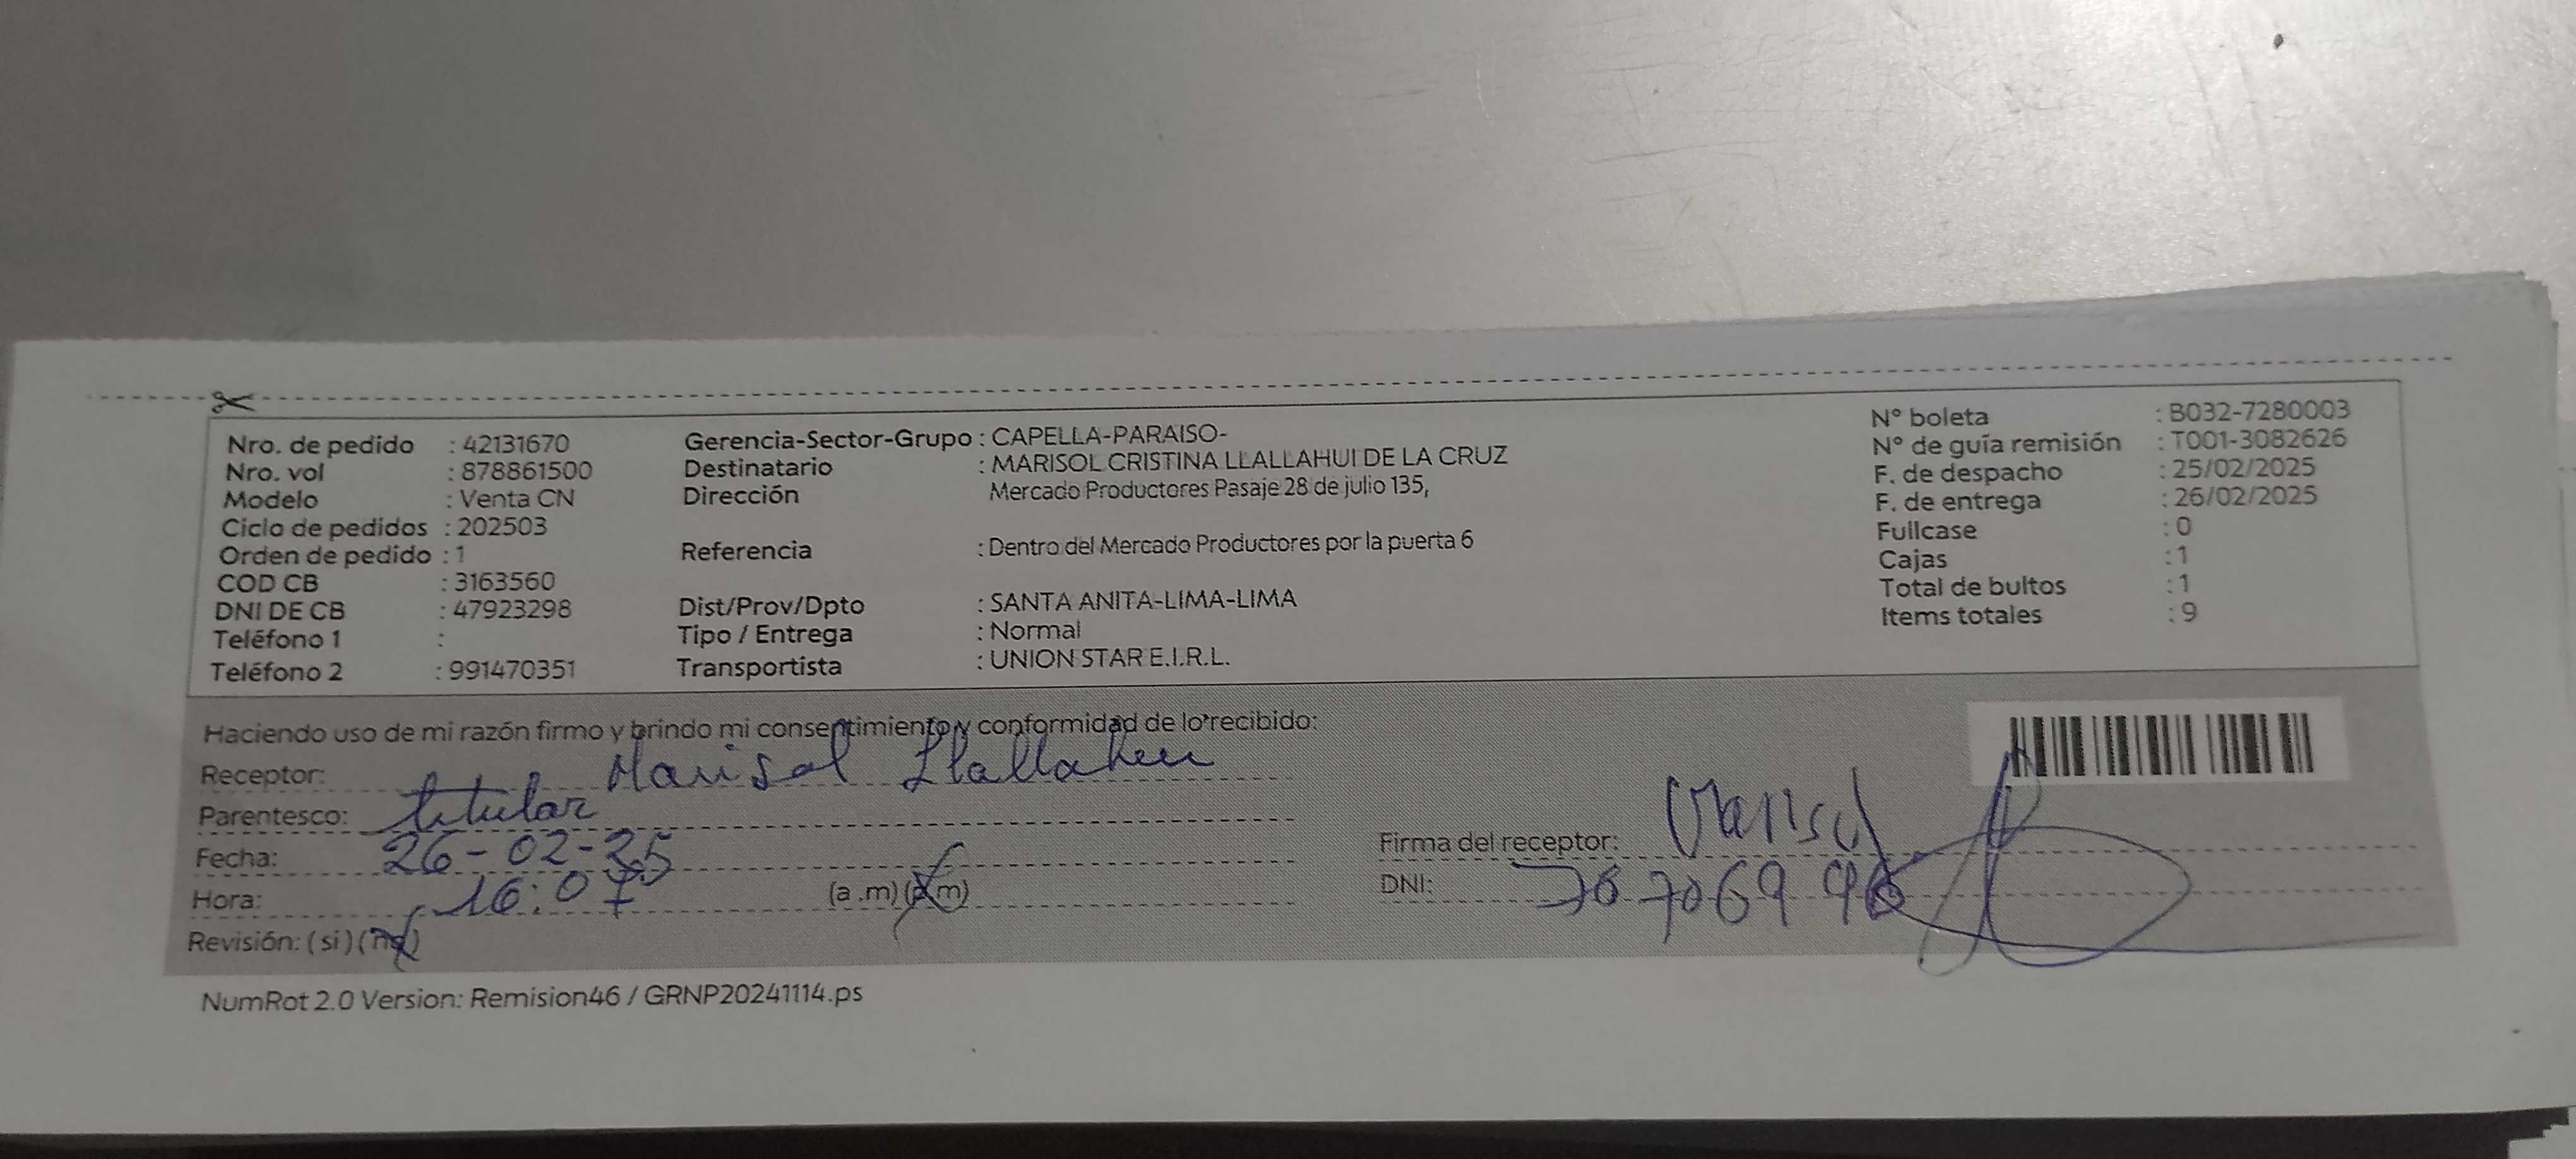 Nro. de pedido : 42131670
Nro. vol : 878861500
Modelo : Venta CN
Ciclo de pedidos : 202503
Orden de pedido : 1
COD CB : 3163560
DNI DE CB : 47923298
Teléfono 1 :
Teléfono 2 : 991470351
Gerencia-Sector-Grupo : CAPELLA-PARAISO-
Destinatario : MARISOL CRISTINA LLALLAHUI DE LA CRUZ
Dirección Mercado Productores Pasaje 28 de julio 135,
Referencia : Dentro del Mercado Productores por la puerta 6
Dist/Prov/Dpto : SANTA ANITA-LIMA-LIMA
Tipo / Entrega : Normal
Transportista : UNION STAR E.I.R.L.
N° boleta : B032-7280003
N° de guía remisión : T001-3082626
F. de despacho : 25/02/2025
F. de entrega : 26/02/2025
Fullcase : 0
Cajas : 1
Total de bultos : 1
Items totales : 9
Haciendo uso de mi razón firmo y brindo mi consentimiento y conformidad de lo recibido:
Receptor: Marisol Llallahui
Parentesco: titular
Fecha: 26-02-25
Hora: 16:07 (a .m) (p.m)
Revisión: ( si ) ( no )
Firma del receptor: Marisol
DNI:
NumRot 2.0 Version: Remision46 / GRNP20241114.ps